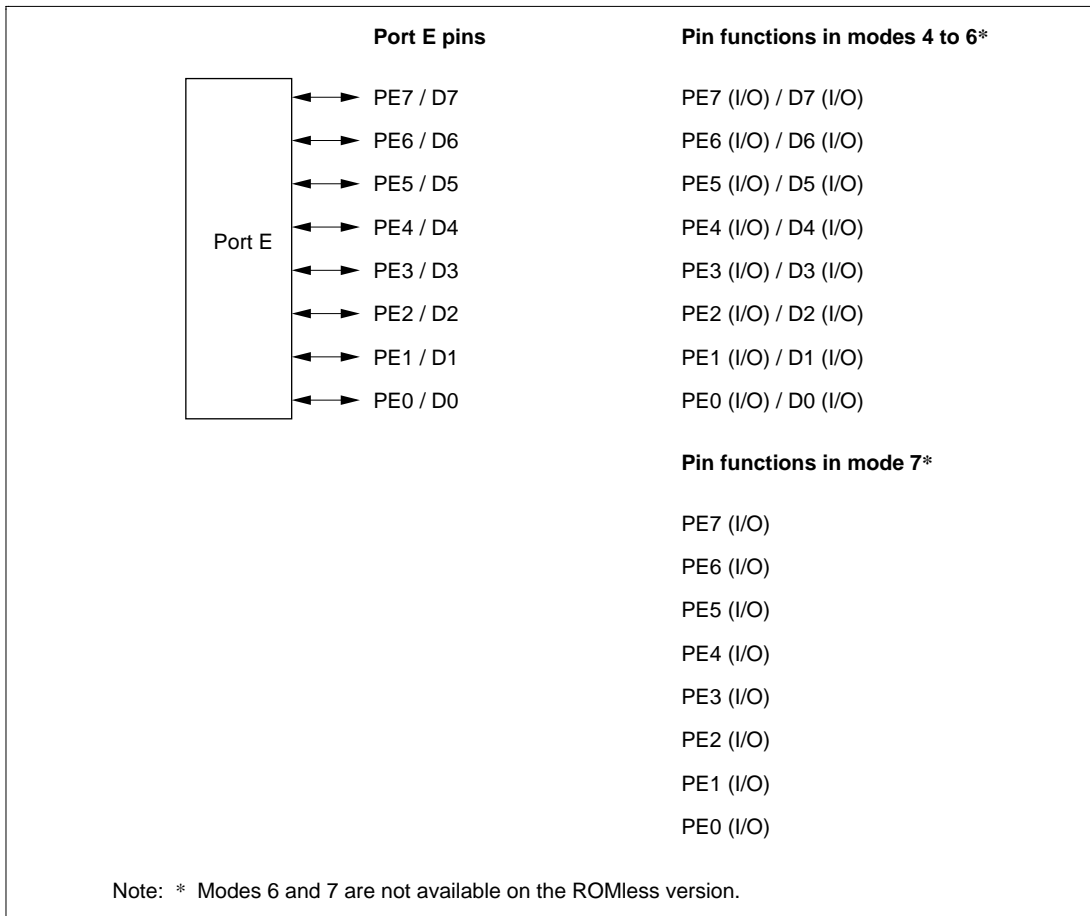 Port E pins Pin functions in modes 4 to 6*
PE7 / D7 PE7 (I/O) / D7 (I/O)
PE6 / D6 PE6 (I/O) / D6 (I/O)
PE5 / D5 PE5 (I/O) / D5 (I/O)
Port E PE4 / D4 PE4 (I/O) / D4 (I/O)
PE3 / D3 PE3 (I/O) / D3 (I/O)
PE2 / D2 PE2 (I/O) / D2 (I/O)
PE1 / D1 PE1 (I/O) / D1 (I/O)
PE0 / D0 PE0 (I/O) / D0 (I/O)
Pin functions in mode 7*
PE7 (I/O)
PE6 (I/O)
PE5 (I/O)
PE4 (I/O)
PE3 (I/O)
PE2 (I/O)
PE1 (I/O)
PE0 (I/O)
Note: * Modes 6 and 7 are not available on the ROMless version.